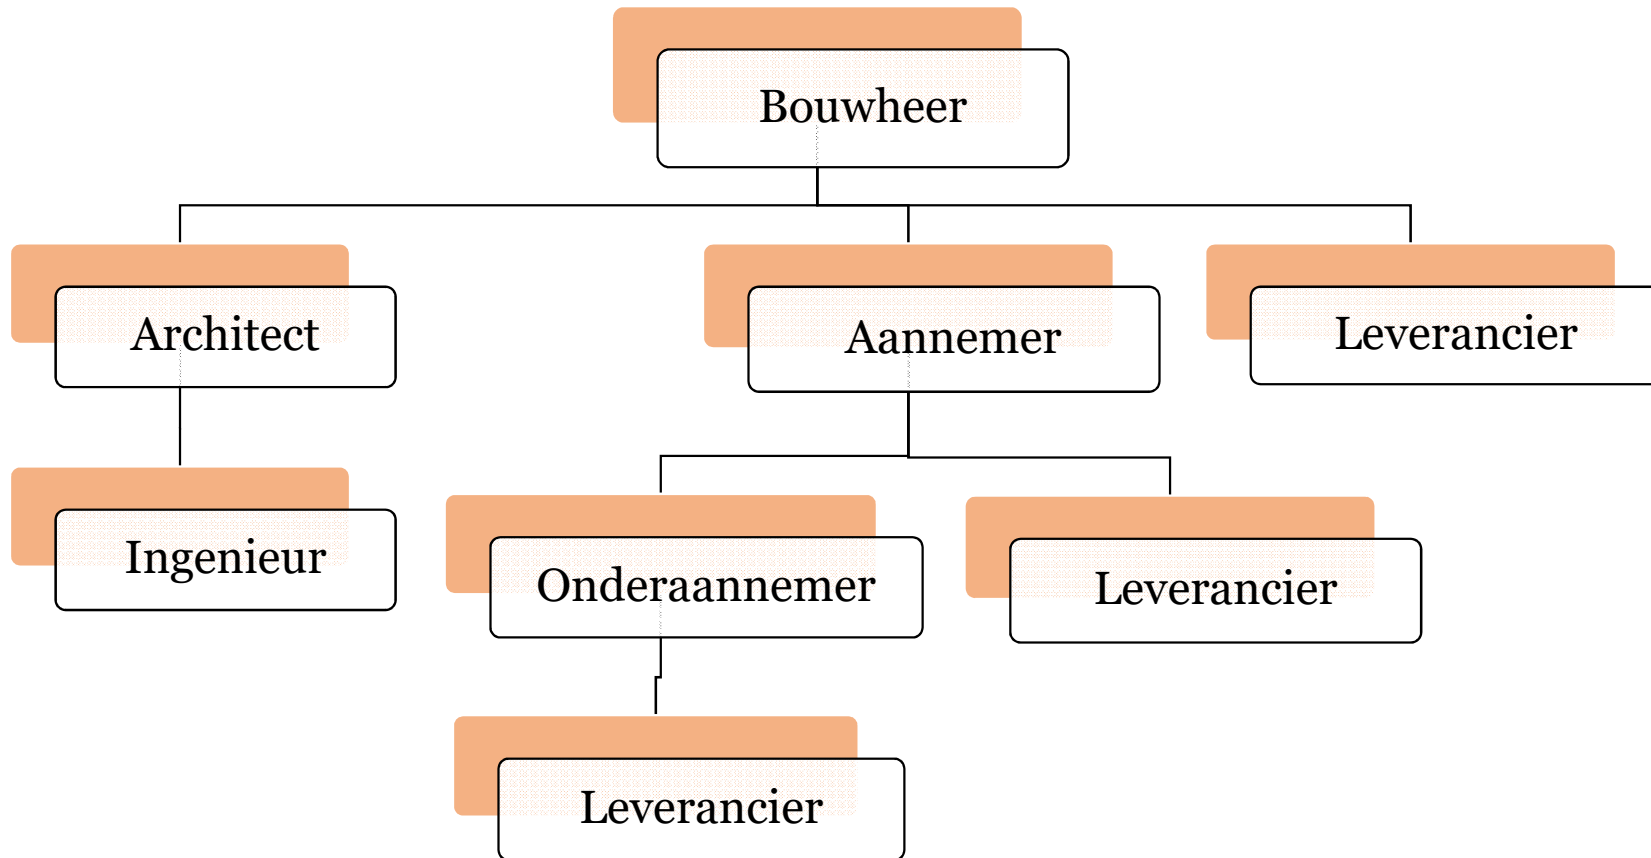 Bouwheer
Architect
Aannemer
Leverancier
Ingenieur
Onderaannemer
Leverancier
Leverancier